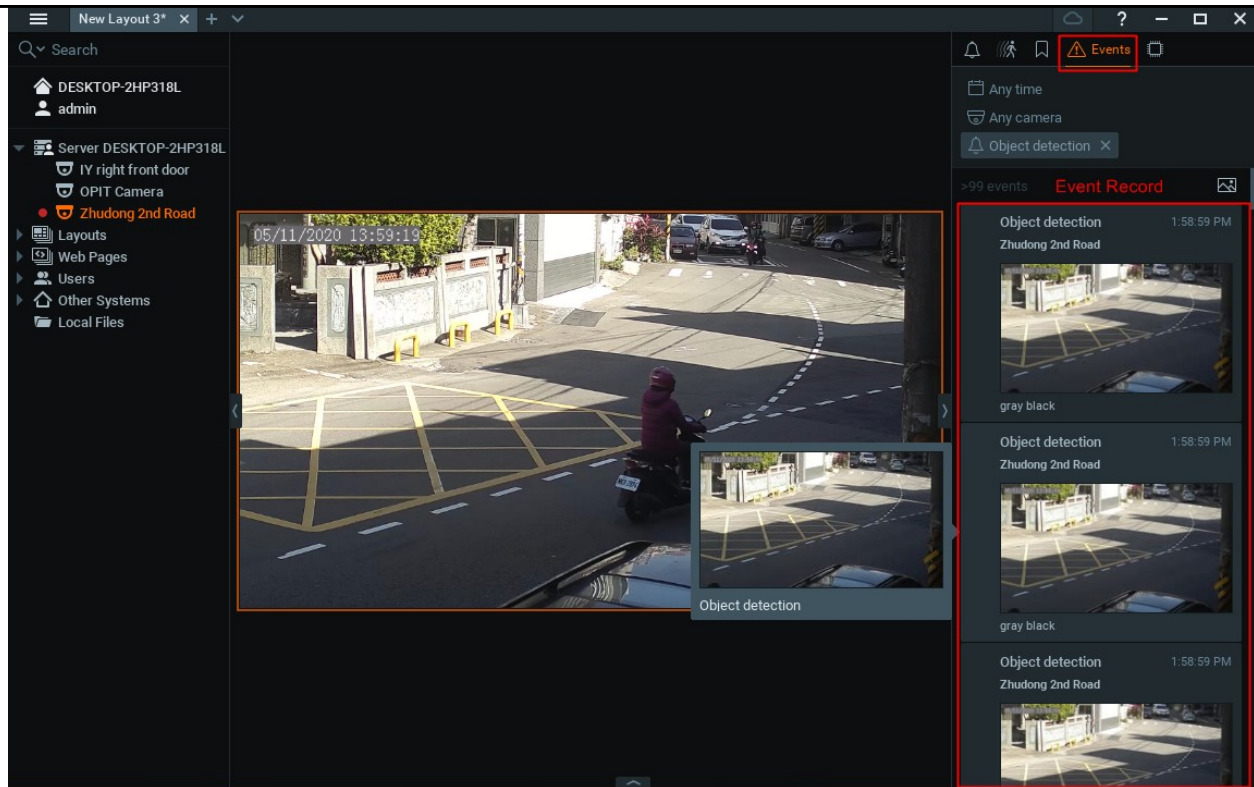 New Layout 3*
Search
DESKTOP-2HP318L
admin
Server DESKTOP-2HP318L
IY right front door
OPIT Camera
Zhudong 2nd Road
Layouts
Web Pages
Users
Other Systems
Local Files
05/11/2020 13:59:19
Object detection
Events
Any time
Any camera
Object detection
>99 events Event Record
Object detection 1:58:59 PM
Zhudong 2nd Road
gray black
Object detection 1:58:59 PM
Zhudong 2nd Road
gray black
Object detection 1:58:59 PM
Zhudong 2nd Road